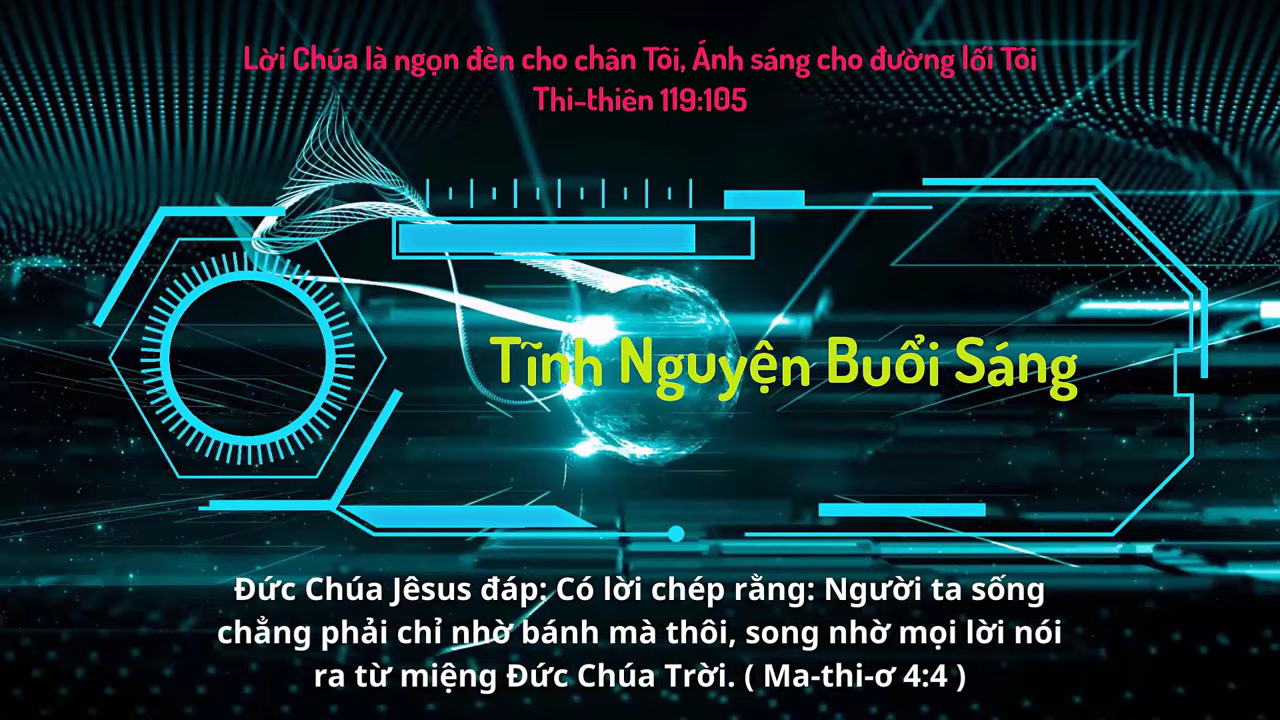 Lời Chúa là ngọn đèn cho chân Tôi, Ánh sáng cho đường lối Tôi
Thi-thiên 119:105
Tĩnh Nguyện Buổi Sáng
Đức Chúa Jêsus đáp: Có lời chép rằng: Người ta sống
chẳng phải chỉ nhờ bánh mà thôi, song nhờ mọi lời nói
ra từ miệng Đức Chúa Trời. ( Ma-thi-ơ 4:4 )